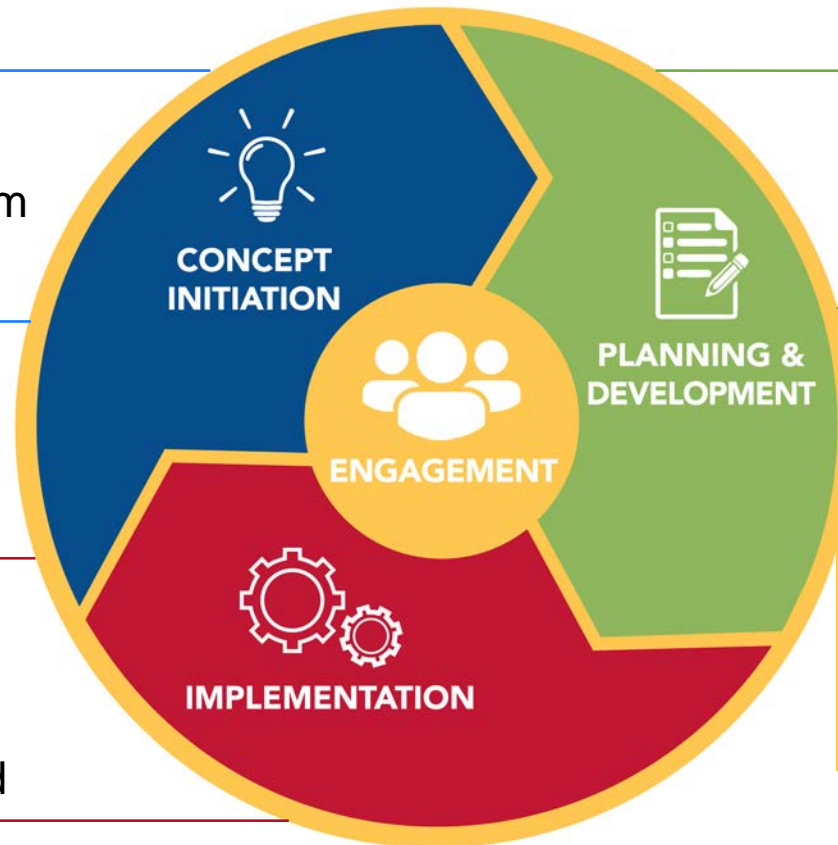 CONCEPT
INITIATION
PLANNING &
DEVELOPMENT
ENGAGEMENT
IMPLEMENTATION